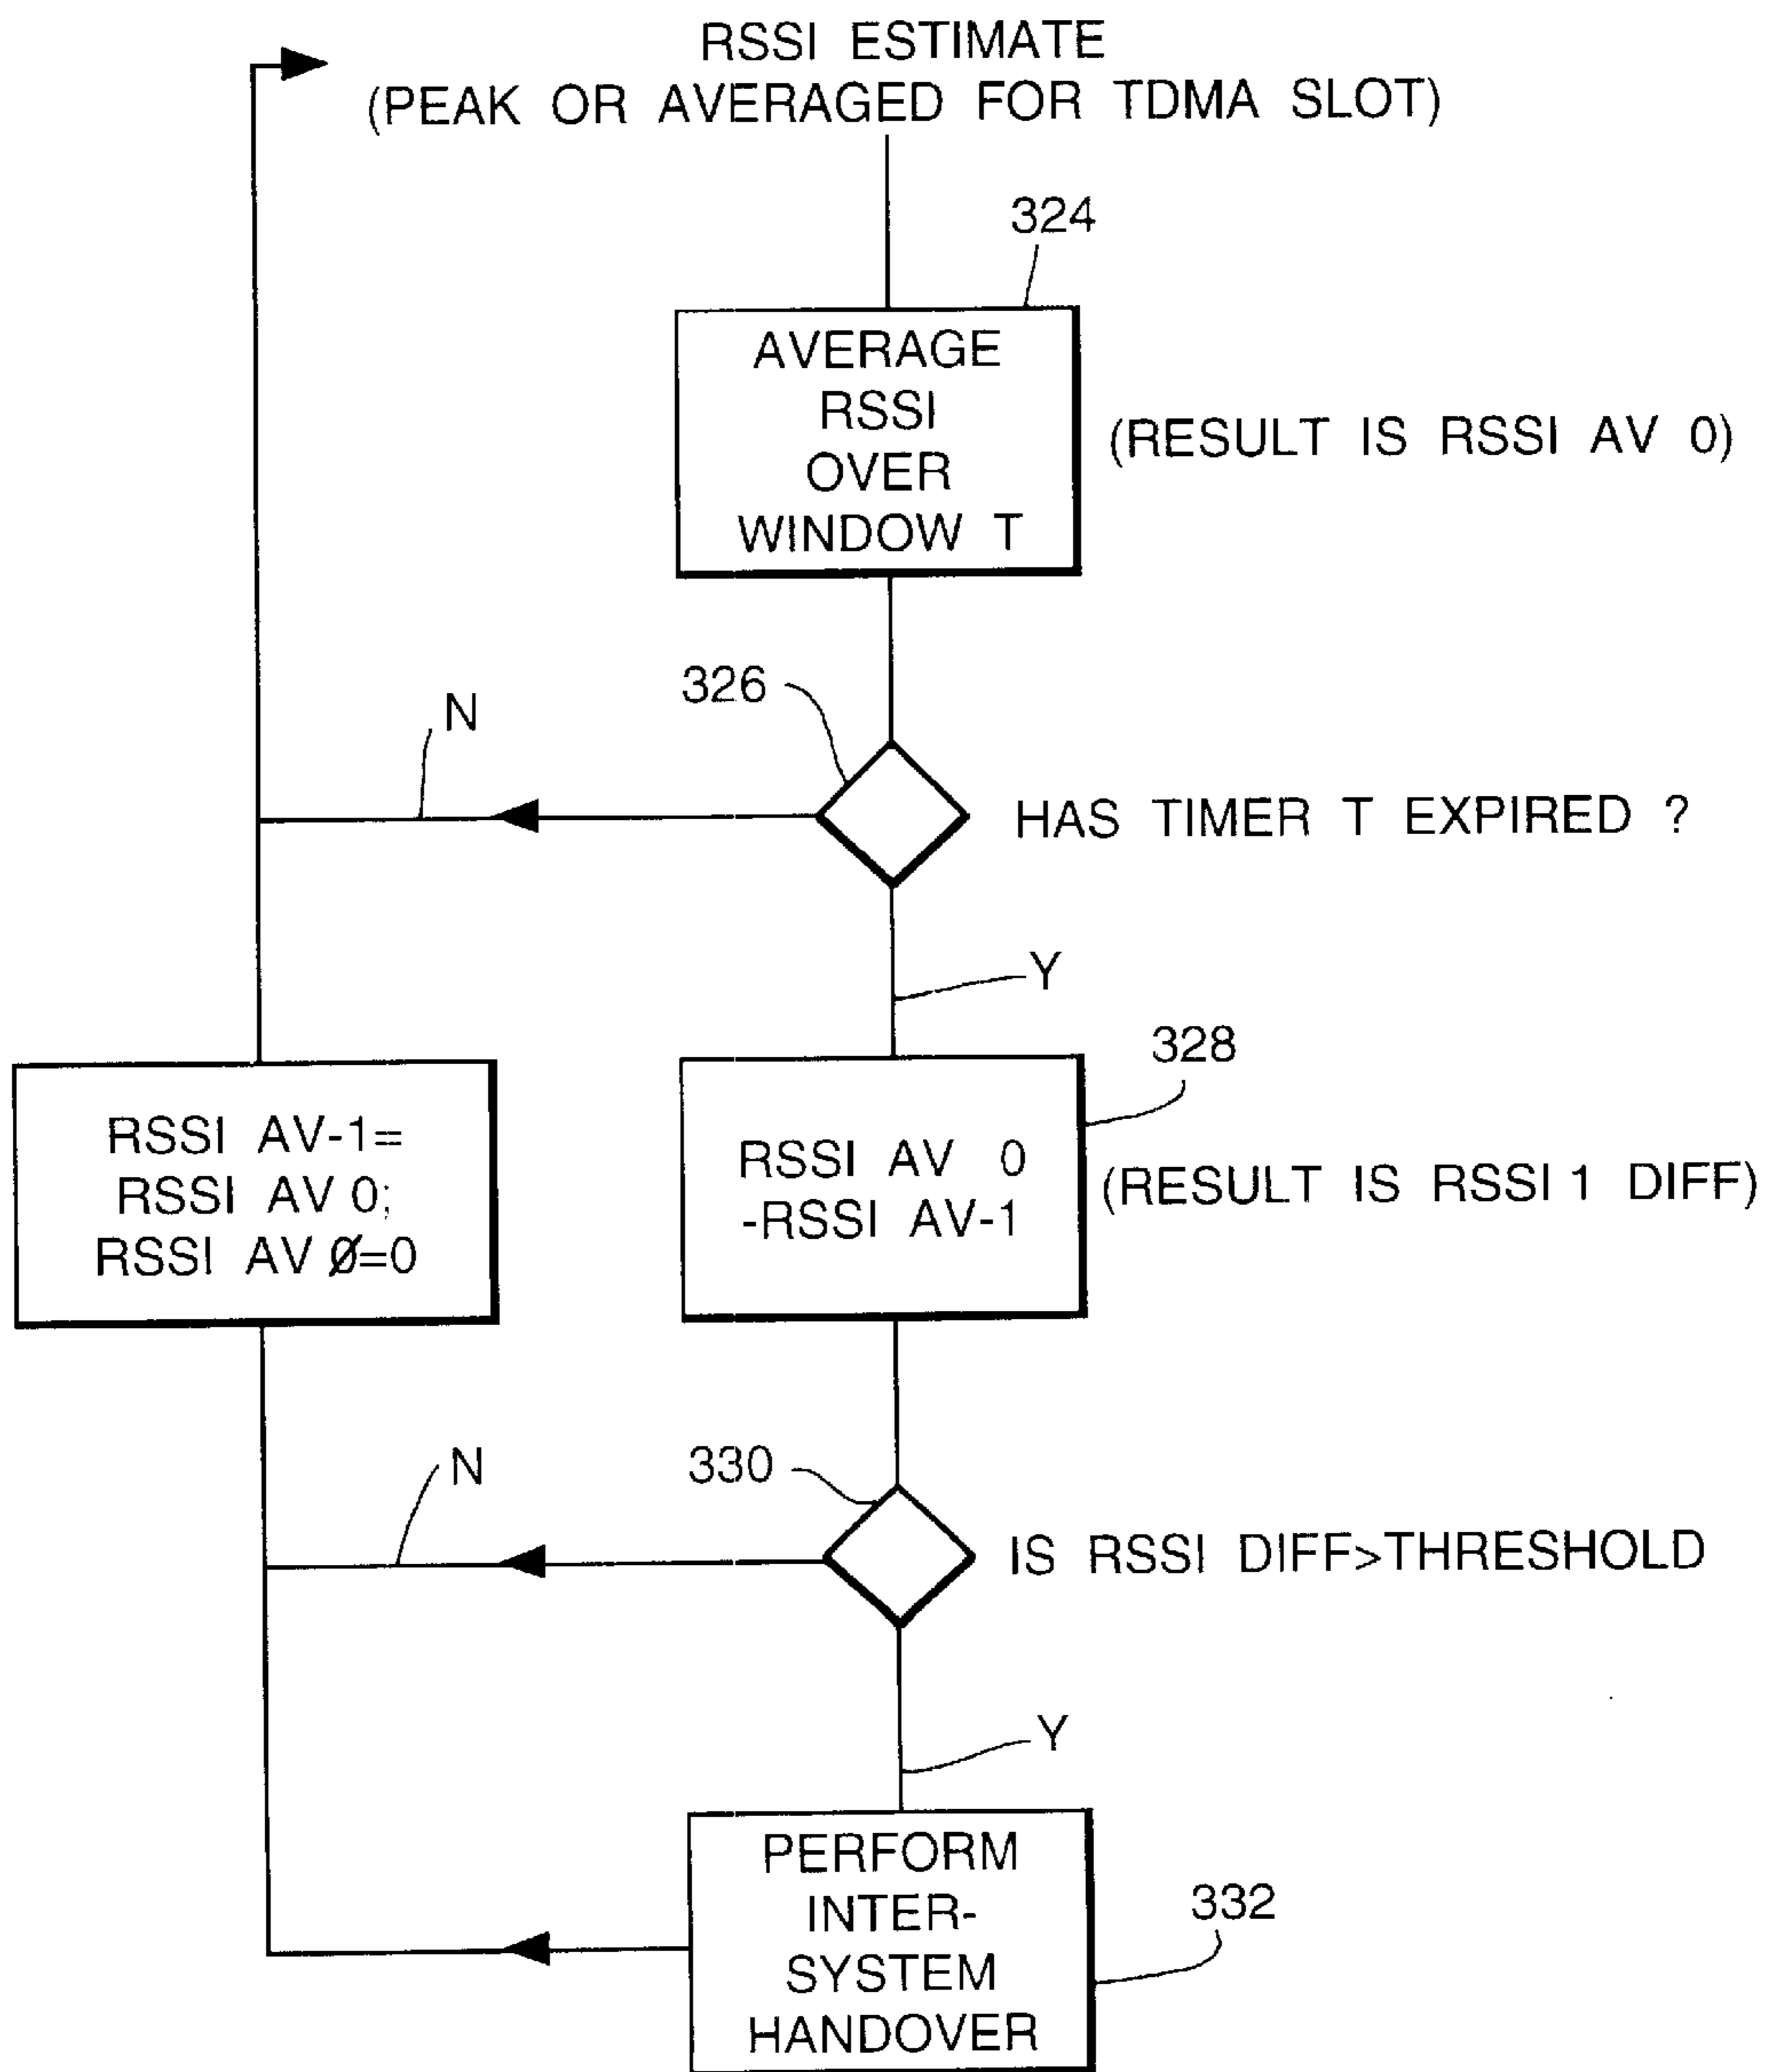 RSSI ESTIMATE
(PEAK OR AVERAGED FOR TDMA SLOT)
324
AVERAGE
RSSI
OVER
WINDOW T
(RESULT IS RSSI AV 0)
326
N
HAS TIMER T EXPIRED ?
Y
328
RSSI AV-1=
RSSI AV 0;
RSSI AV Ø=0
RSSI AV 0
-RSSI AV-1
(RESULT IS RSSI 1 DIFF)
N
330
IS RSSI DIFF>THRESHOLD
Y
PERFORM
INTER-
SYSTEM
HANDOVER
332